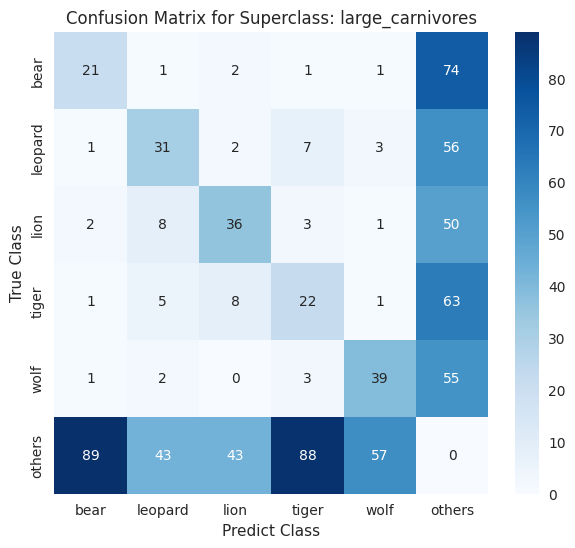 Confusion Matrix for Superclass: large_carnivores
True Class
bear 21 1 2 1 1 74
leopard 1 31 2 7 3 56
lion 2 8 36 3 1 50
tiger 1 5 8 22 1 63
wolf 1 2 0 3 39 55
others 89 43 43 88 57 0
bear leopard lion tiger wolf others
Predict Class
80
70
60
50
40
30
20
10
0